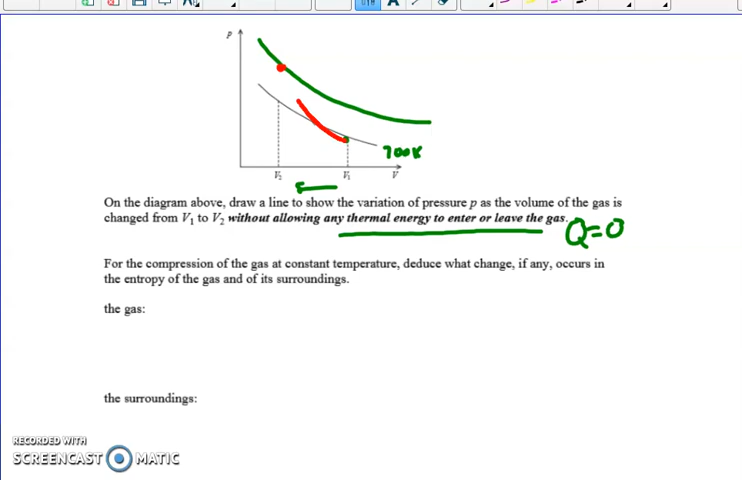 P
700K
V₂ V₁ V
On the diagram above, draw a line to show the variation of pressure p as the volume of the gas is
changed from V₁ to V₂ without allowing any thermal energy to enter or leave the gas.
Q=0
For the compression of the gas at constant temperature, deduce what change, if any, occurs in
the entropy of the gas and of its surroundings.
the gas:
the surroundings:
RECORDED WITH
SCREENCAST MATIC